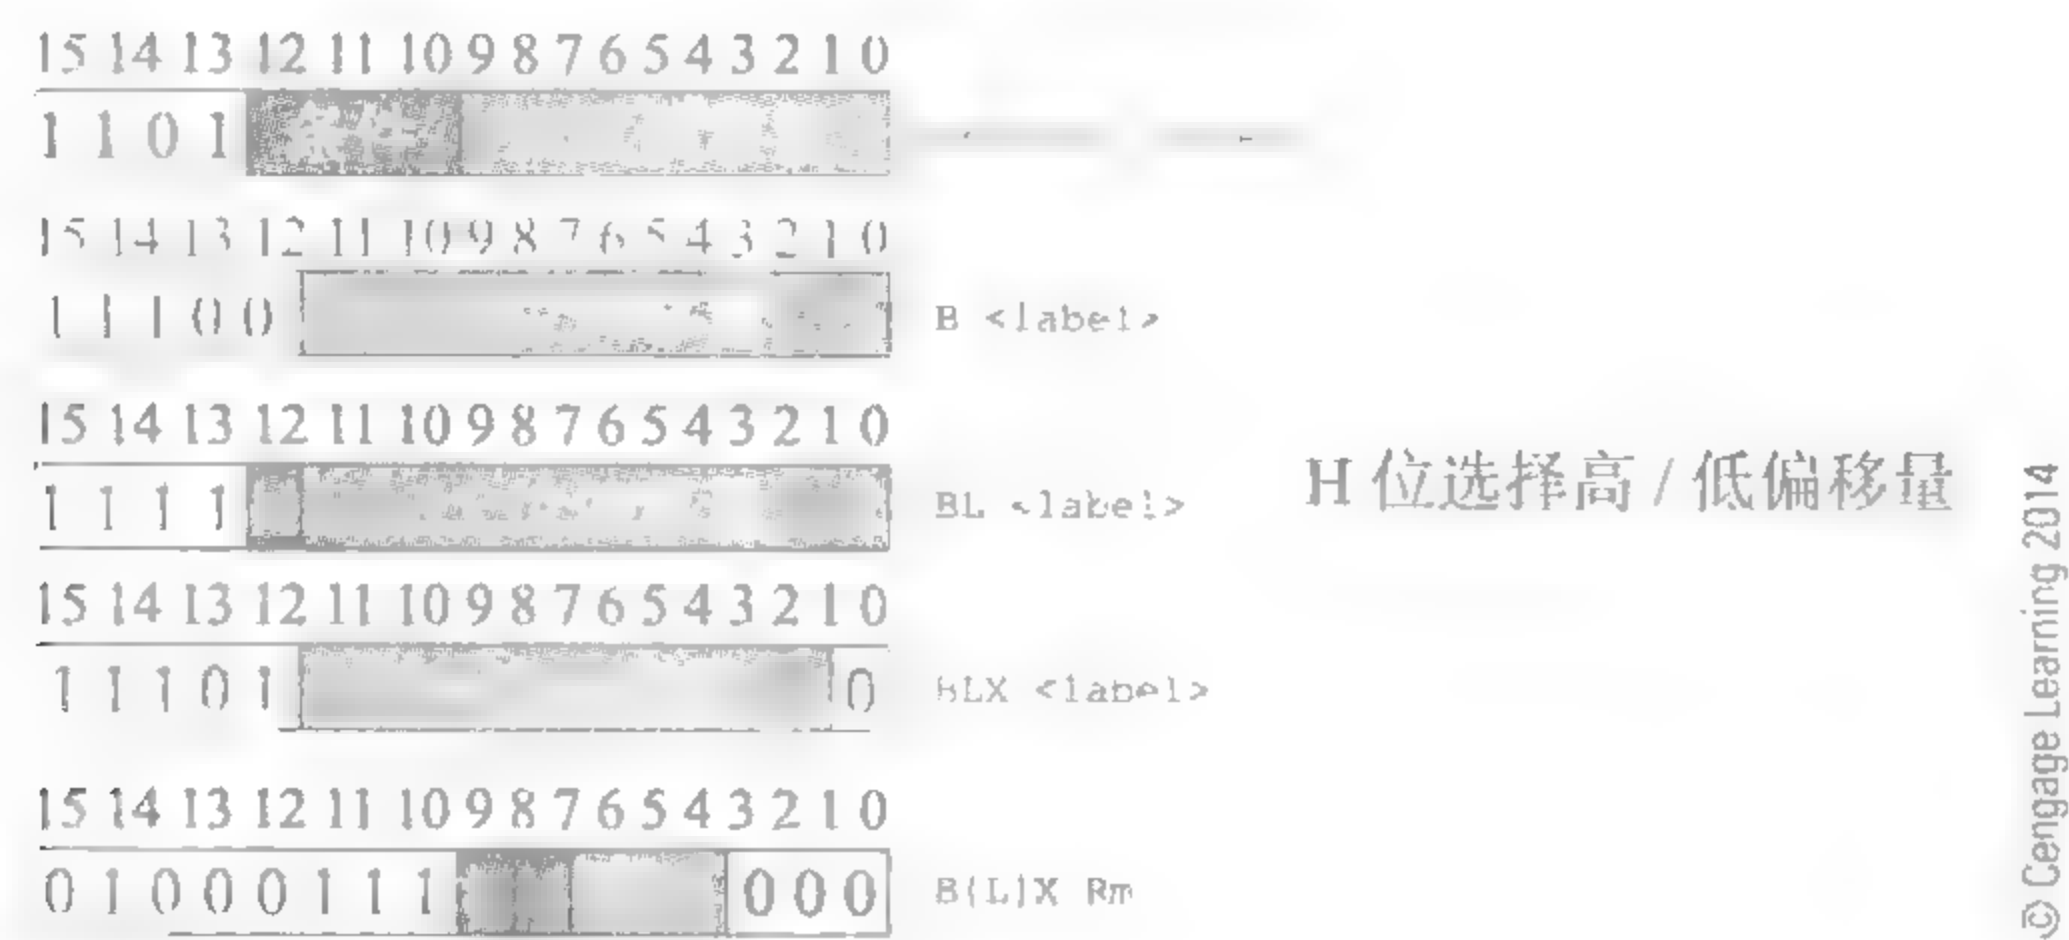 15 14 13 12 11 10 9 8 7 6 5 4 3 2 1 0
1 1 0 1
15 14 13 12 11 10 9 8 7 6 5 4 3 2 1 0
1 1 1 0 0
B <label>
15 14 13 12 11 10 9 8 7 6 5 4 3 2 1 0
1 1 1 1
BL <label>
H 位选择高 / 低偏移量
15 14 13 12 11 10 9 8 7 6 5 4 3 2 1 0
1 1 1 0 1
0
BLX <label>
15 14 13 12 11 10 9 8 7 6 5 4 3 2 1 0
0 1 0 0 0 1 1 1
0 0 0
B{L}X Rm
© Cengage Learning 2014